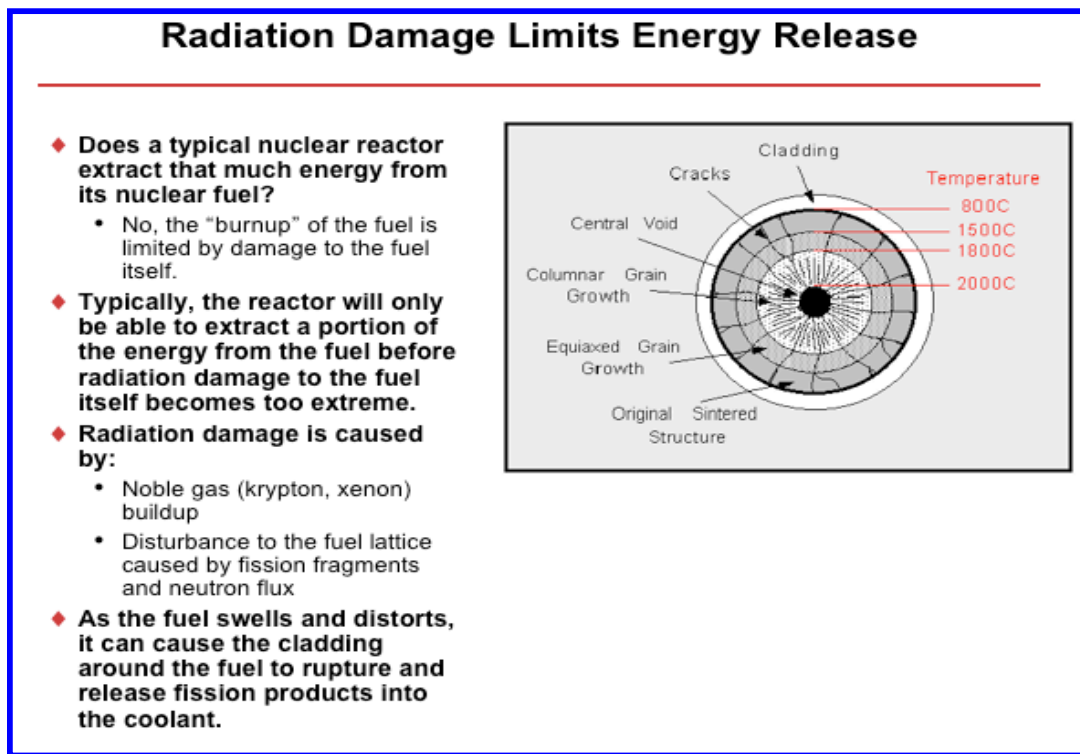 Radiation Damage Limits Energy Release
♦ Does a typical nuclear reactor
extract that much energy from
its nuclear fuel?
• No, the “burnup” of the fuel is
limited by damage to the fuel
itself.
♦ Typically, the reactor will only
be able to extract a portion of
the energy from the fuel before
radiation damage to the fuel
itself becomes too extreme.
♦ Radiation damage is caused
by:
• Noble gas (krypton, xenon)
buildup
• Disturbance to the fuel lattice
caused by fission fragments
and neutron flux
♦ As the fuel swells and distorts,
it can cause the cladding
around the fuel to rupture and
release fission products into
the coolant.
Cladding
Cracks
Central Void
Columnar Grain
Growth
Equiaxed Grain
Growth
Original Sintered
Structure
Temperature
800C
1500C
1800C
2000C